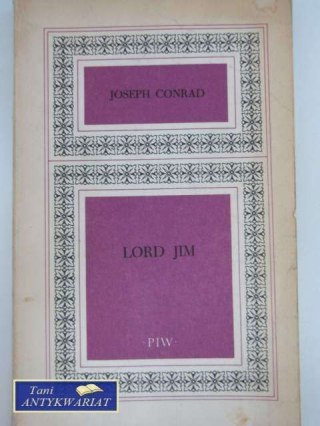 JOSEPH CONRAD
LORD JIM
·PIW·
Tani
ANTYKWARIAT